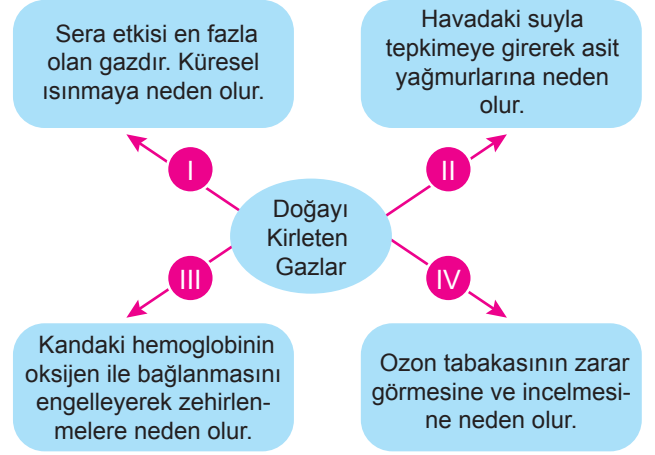 Sera etkisi en fazla
olan gazdır. Küresel
ısınmaya neden olur.
Havadaki suyla
tepkimeye girerek asit
yağmurlarına neden
olur.
I
II
Doğayı
Kirleten
Gazlar
III
IV
Kandaki hemoglobinin
oksijen ile bağlanmasını
engelleyerek zehirlen-
melere neden olur.
Ozon tabakasının zarar
görmesine ve incelmesi-
ne neden olur.